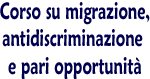 Corso su migrazione,
antidiscriminazione
e pari opportunità